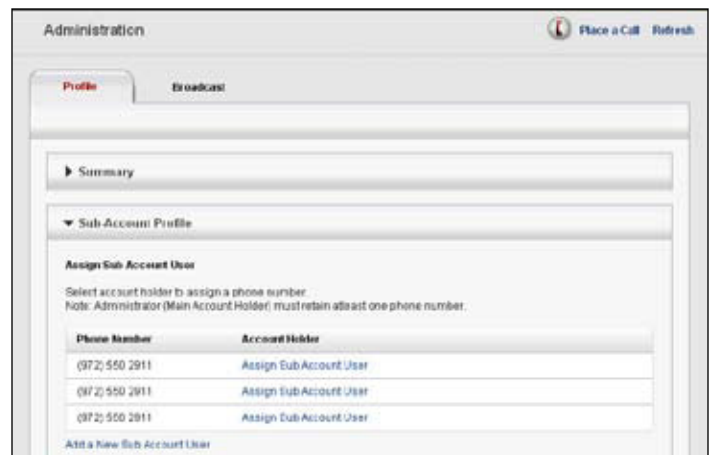 Administration
Place a Call Refresh
Profile Broadcast
Summary
Sub-Account Profile
Assign Sub Account User
Select account holder to assign a phone number.
Note: Administrator (Main Account Holder) must retain atleast one phone number.
Phone Number Account Holder
(972) 550 2911 Assign Sub Account User
(972) 550 2911 Assign Sub Account User
(972) 550 2911 Assign Sub Account User
Add a New Sub Account User